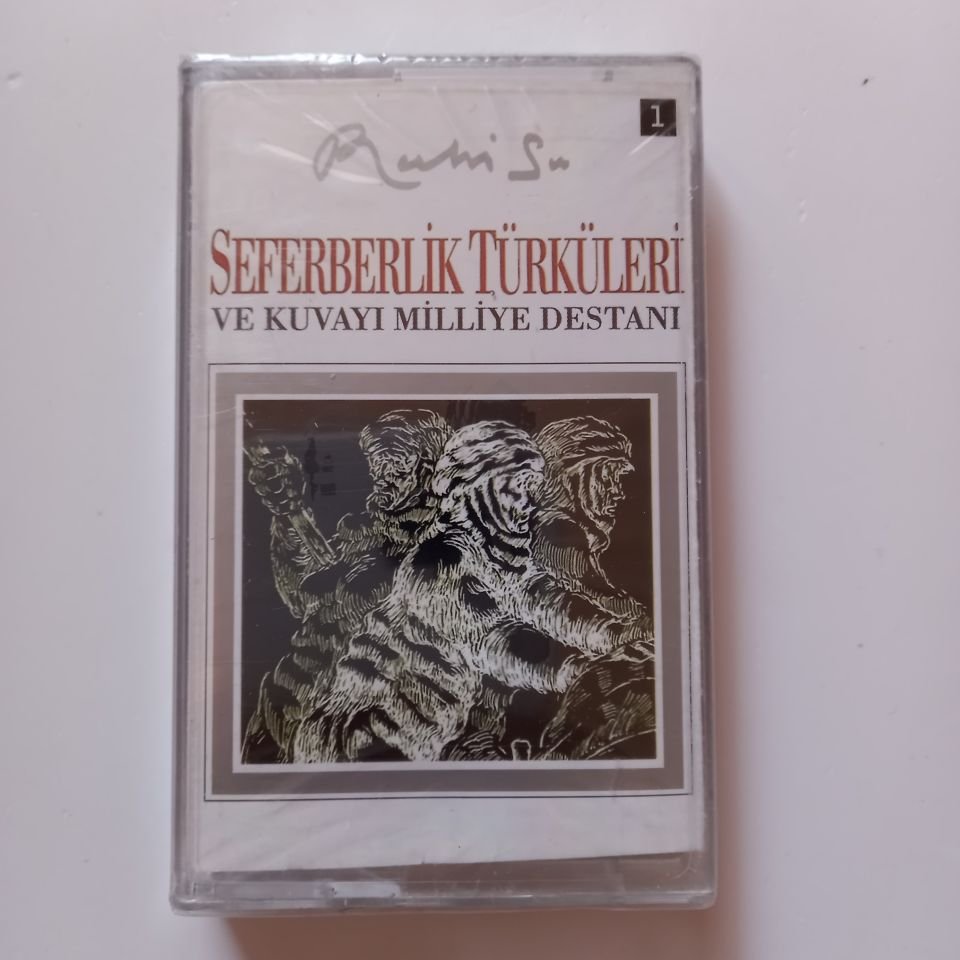 1
Ruhi Su
SEFERBERLİK TÜRKÜLERİ
VE KUVAYI MİLLİYE DESTANI